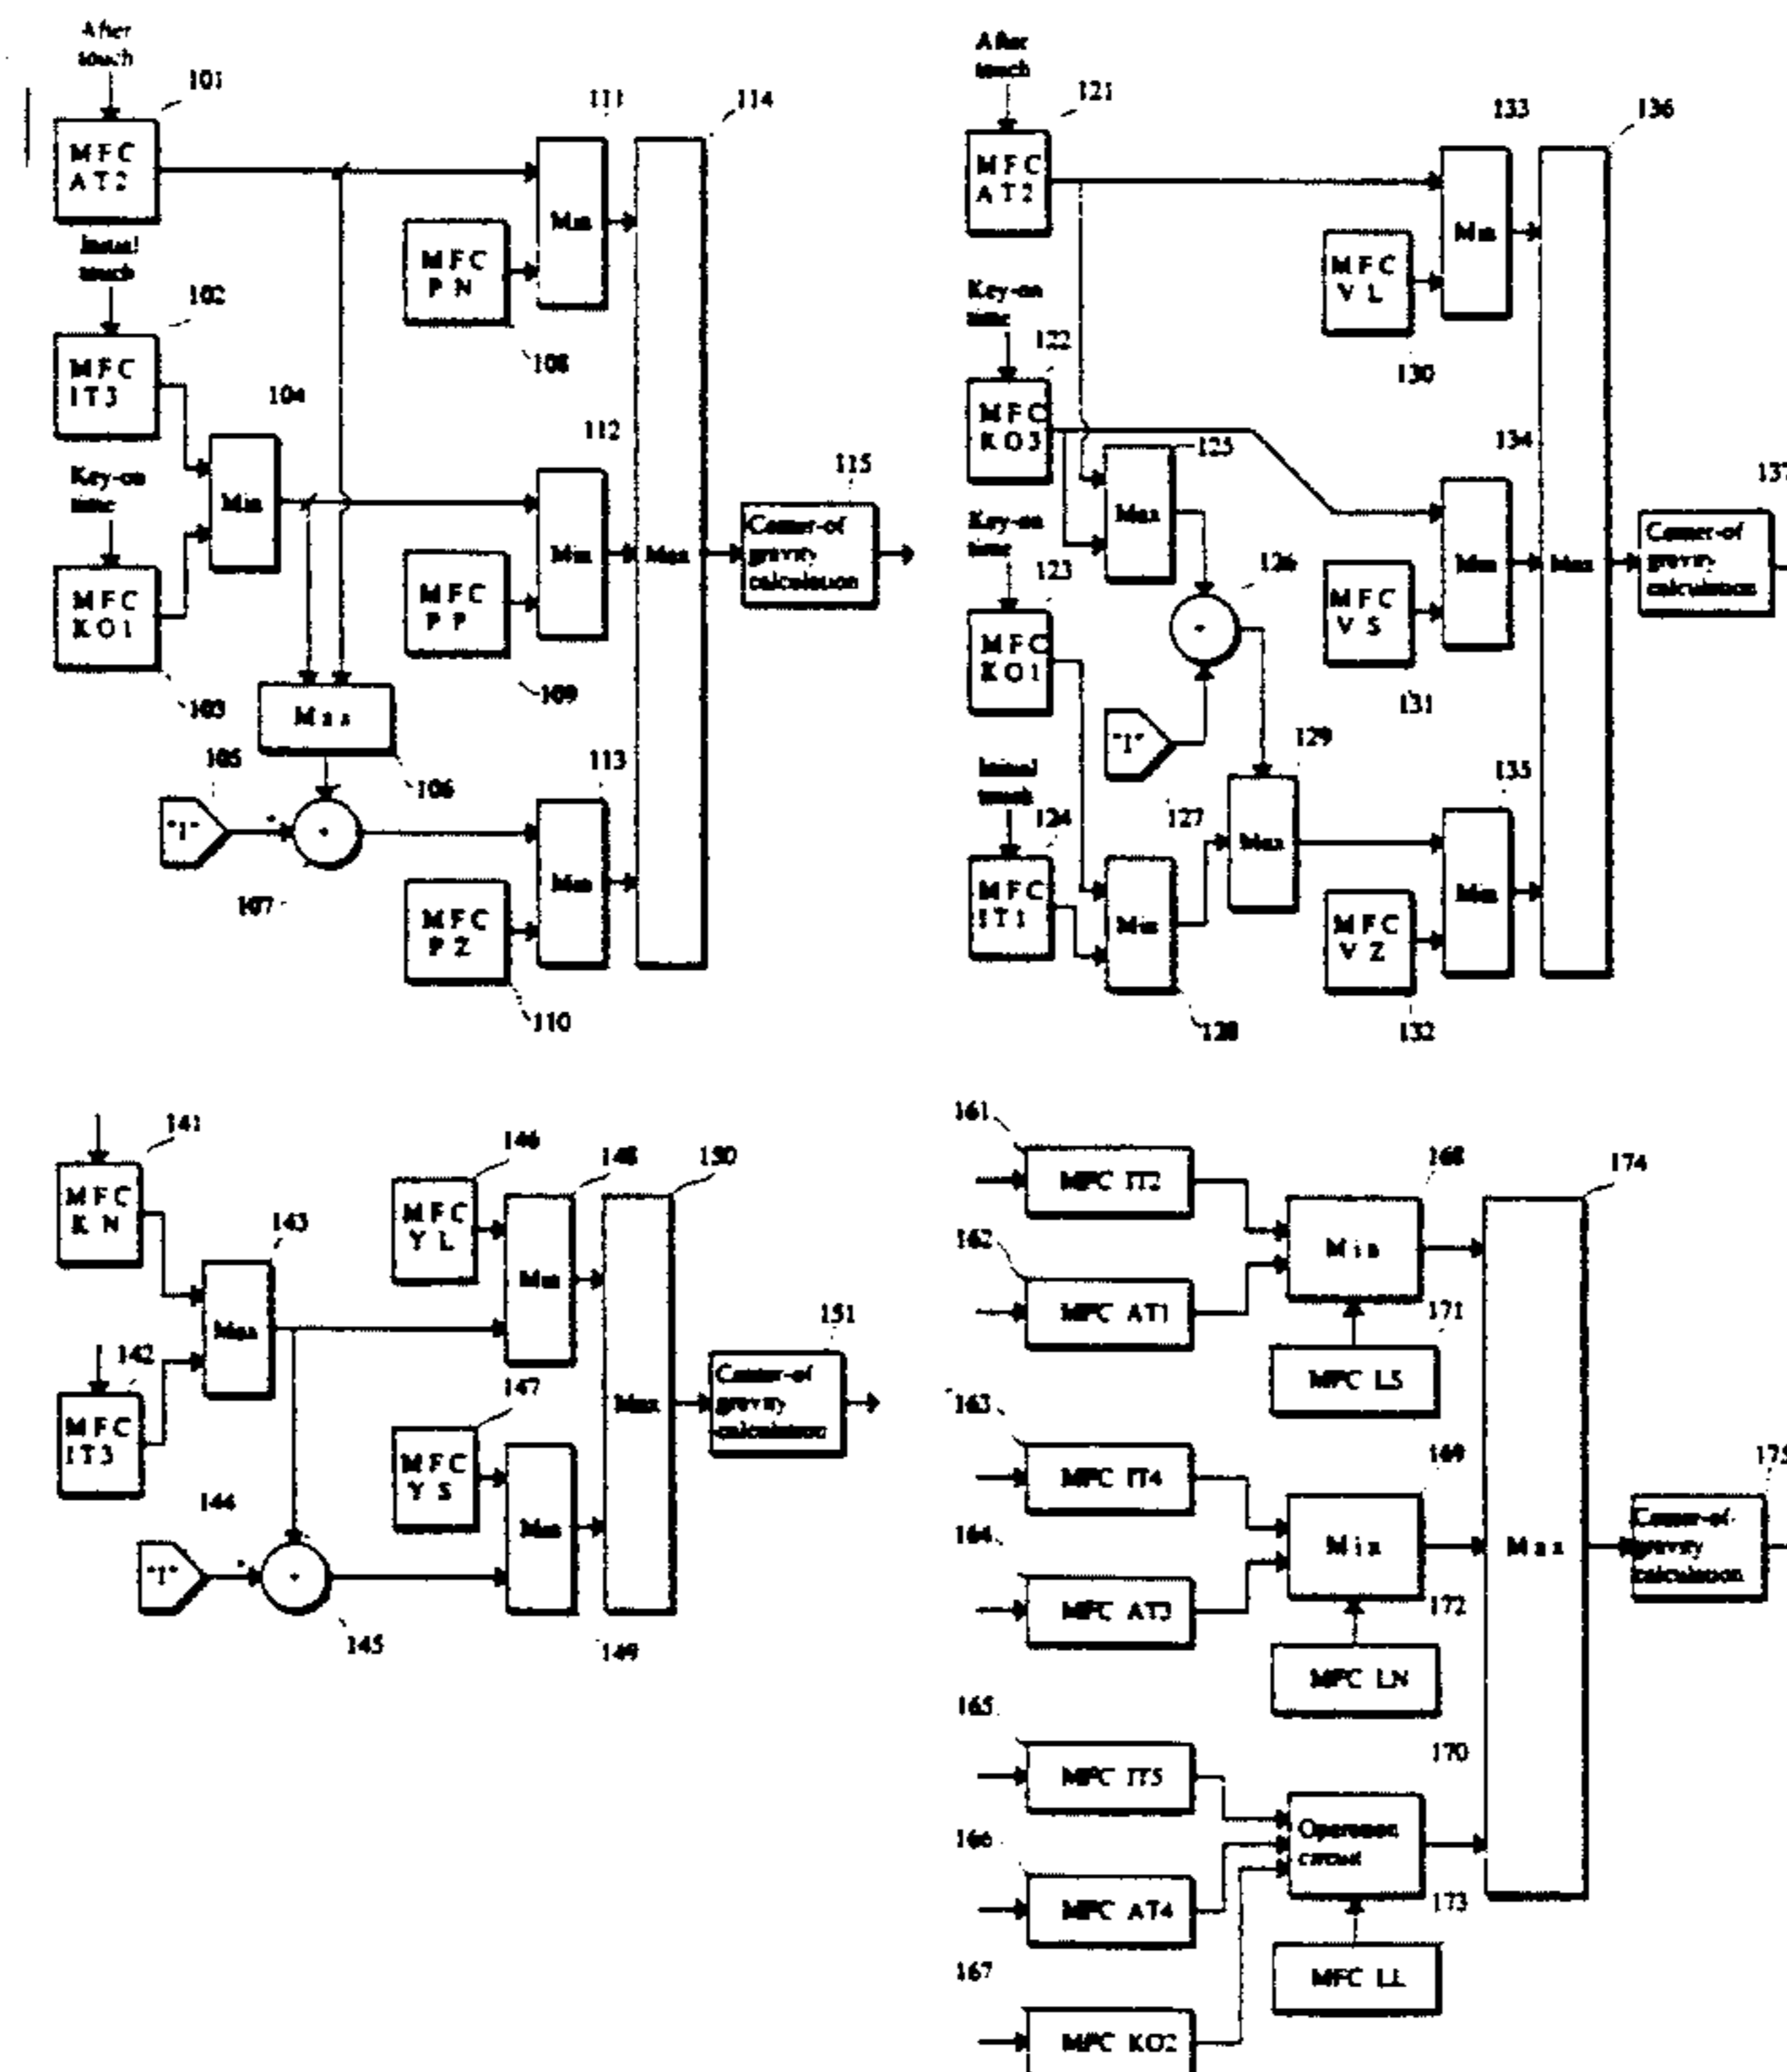 After
touch
101
MFC
AT2
Initial
touch
102
MFC
IT3
Key-on
time
MFC
KO1
103
104
Min
105
"1"
Max
106
+
107
MFC
PN
108
MFC
PP
109
MFC
PZ
110
111
Min
112
Min
113
Min
114
Max
115
Center-of
gravity
calculation
After
touch
121
MFC
AT2
Key-on
time
122
MFC
KO3
Key-on
time
123
MFC
KO1
Initial
touch
124
MFC
IT1
125
Max
126
"1"
127
Min
128
129
Max
MFC
VL
130
MFC
VS
131
MFC
VZ
132
133
Min
134
Min
135
Min
136
Max
137
Center-of
gravity
calculation
141
MFC
KN
142
MFC
IT3
143
144
"1"
145
146
MFC
YL
147
MFC
YS
148
Min
149
150
Max
151
Center-of
gravity
calculation
161
MFC IT2
162
MFC AT1
163
MFC IT4
164
MFC AT3
165
MFC IT5
166
MFC AT4
167
MFC KO2
168
Min
171
MFC LS
169
Min
172
MFC LN
170
Operation
circuit
173
MFC LL
174
Max
175
Center-of
gravity
calculation